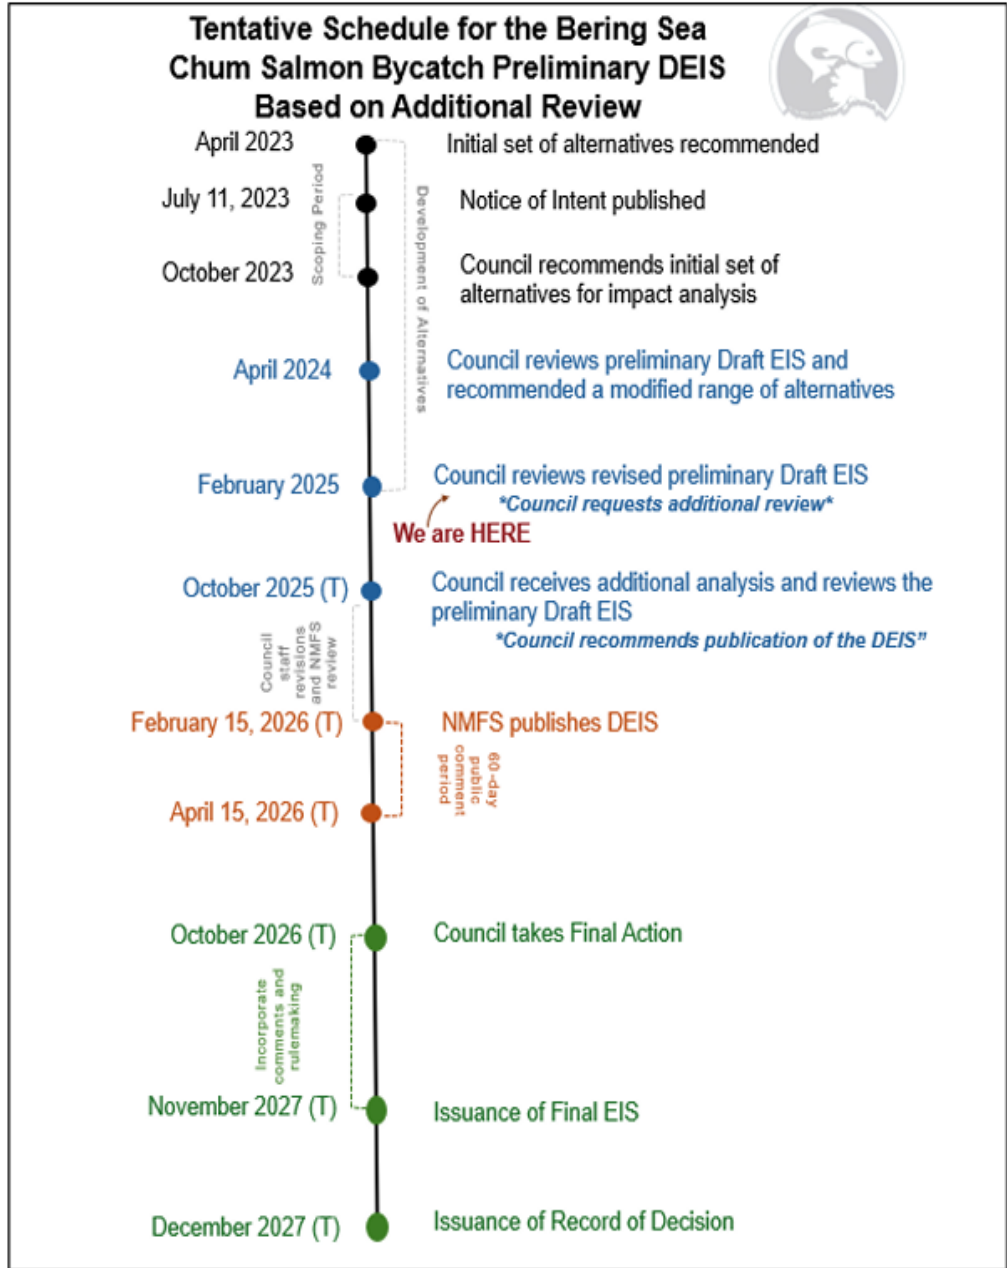 Tentative Schedule for the Bering Sea
Chum Salmon Bycatch Preliminary DEIS
Based on Additional Review
April 2023
Initial set of alternatives recommended
July 11, 2023
Notice of Intent published
Scoping Period
Development of Alternatives
October 2023
Council recommends initial set of
alternatives for impact analysis
April 2024
Council reviews preliminary Draft EIS and
recommended a modified range of alternatives
February 2025
Council reviews revised preliminary Draft EIS
*Council requests additional review*
We are HERE
October 2025 (T)
Council receives additional analysis and reviews the
preliminary Draft EIS
*Council recommends publication of the DEIS"
Council
staff
revisions
and NMFS
review
February 15, 2026 (T)
NMFS publishes DEIS
60-day
public
comment
period
April 15, 2026 (T)
October 2026 (T)
Council takes Final Action
Incorporate
comments and
rulemaking
November 2027 (T)
Issuance of Final EIS
December 2027 (T)
Issuance of Record of Decision